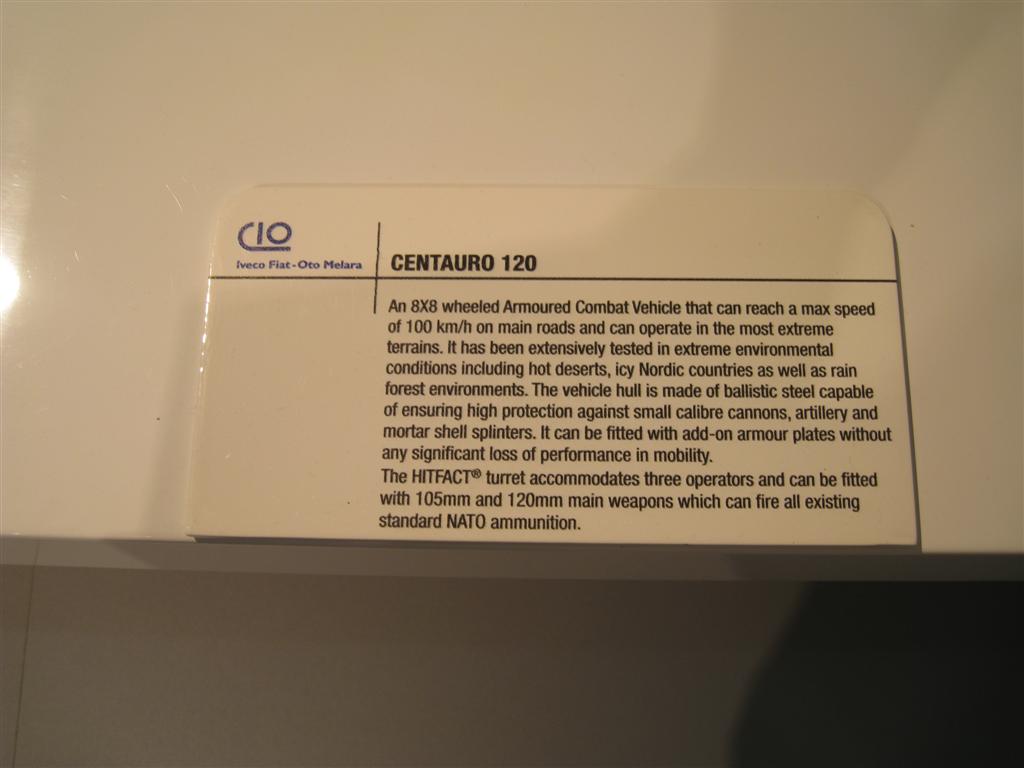 CIO
Iveco Fiat - Oto Melara
CENTAURO 120
An 8X8 wheeled Armoured Combat Vehicle that can reach a max speed
of 100 km/h on main roads and can operate in the most extreme
terrains. It has been extensively tested in extreme environmental
conditions including hot deserts, icy Nordic countries as well as rain
forest environments. The vehicle hull is made of ballistic steel capable
of ensuring high protection against small calibre cannons, artillery and
mortar shell splinters. It can be fitted with add-on armour plates without
any significant loss of performance in mobility.
The HITFACT® turret accommodates three operators and can be fitted
with 105mm and 120mm main weapons which can fire all existing
standard NATO ammunition.